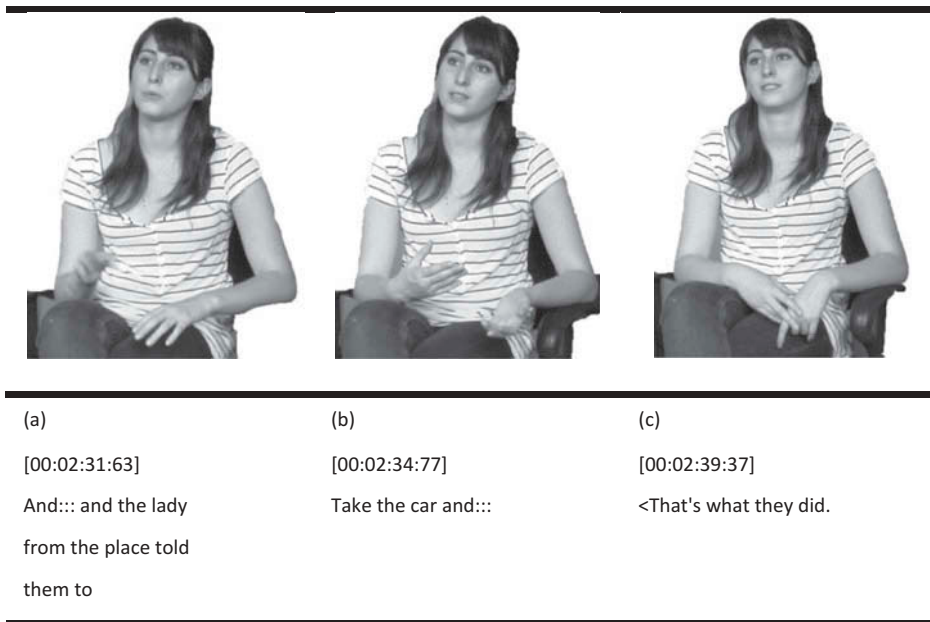 (a)
[00:02:31:63]
And::: and the lady
from the place told
them to
(b)
[00:02:34:77]
Take the car and:::
(c)
[00:02:39:37]
<That's what they did.